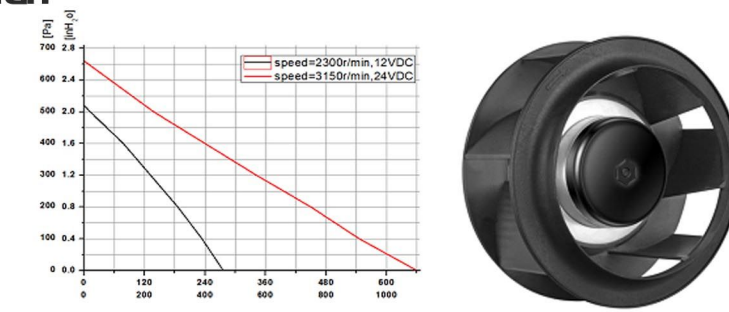 [Pa] [inH₂o]
speed=2300r/min,12VDC
speed=3150r/min,24VDC
700 2.8
600 2.4
500 2.0
400 1.6
300 1.2
200 0.8
100 0.4
0 0.0
0 120 240 360 480 600
0 200 400 600 800 1000